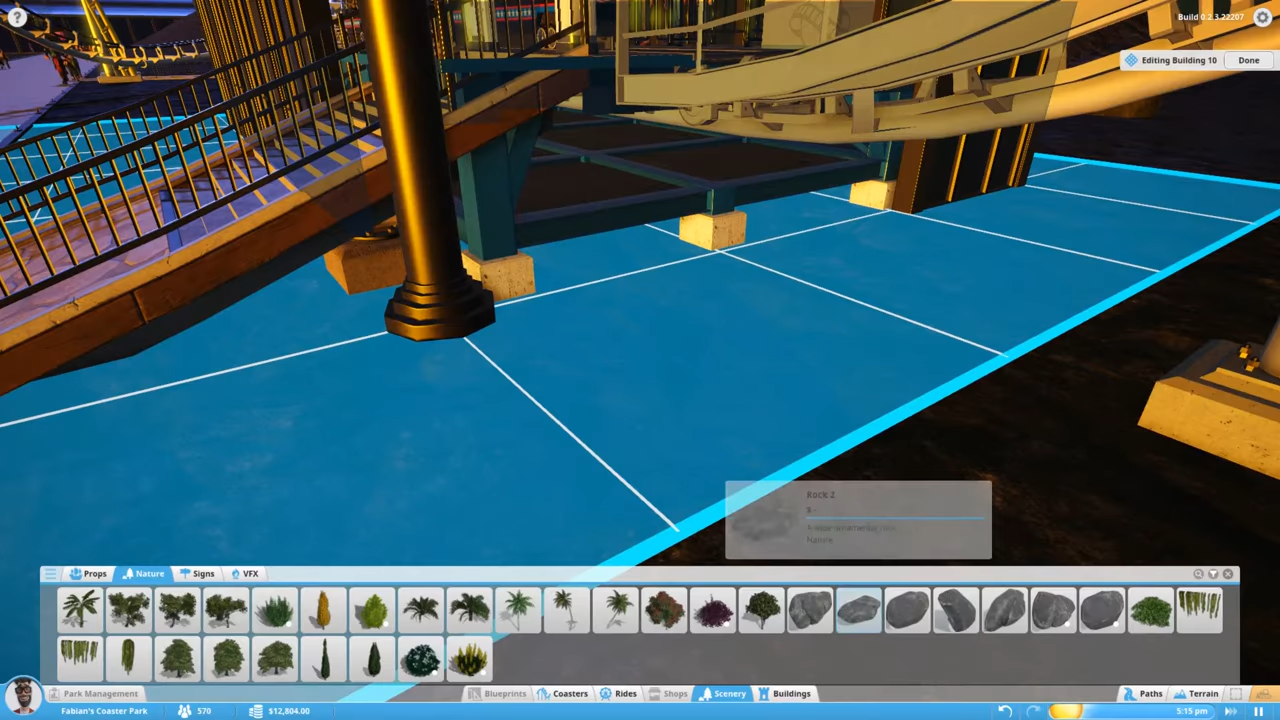 ?
Build 0.2.3.22207
Editing Building 10
Done
Rock 2
$ -
Nature
Props
Nature
Signs
VFX
Park Management
Blueprints
Coasters
Rides
Shops
Scenery
Buildings
Paths
Terrain
Fabian's Coaster Park
570
$12,804.00
5:15 pm